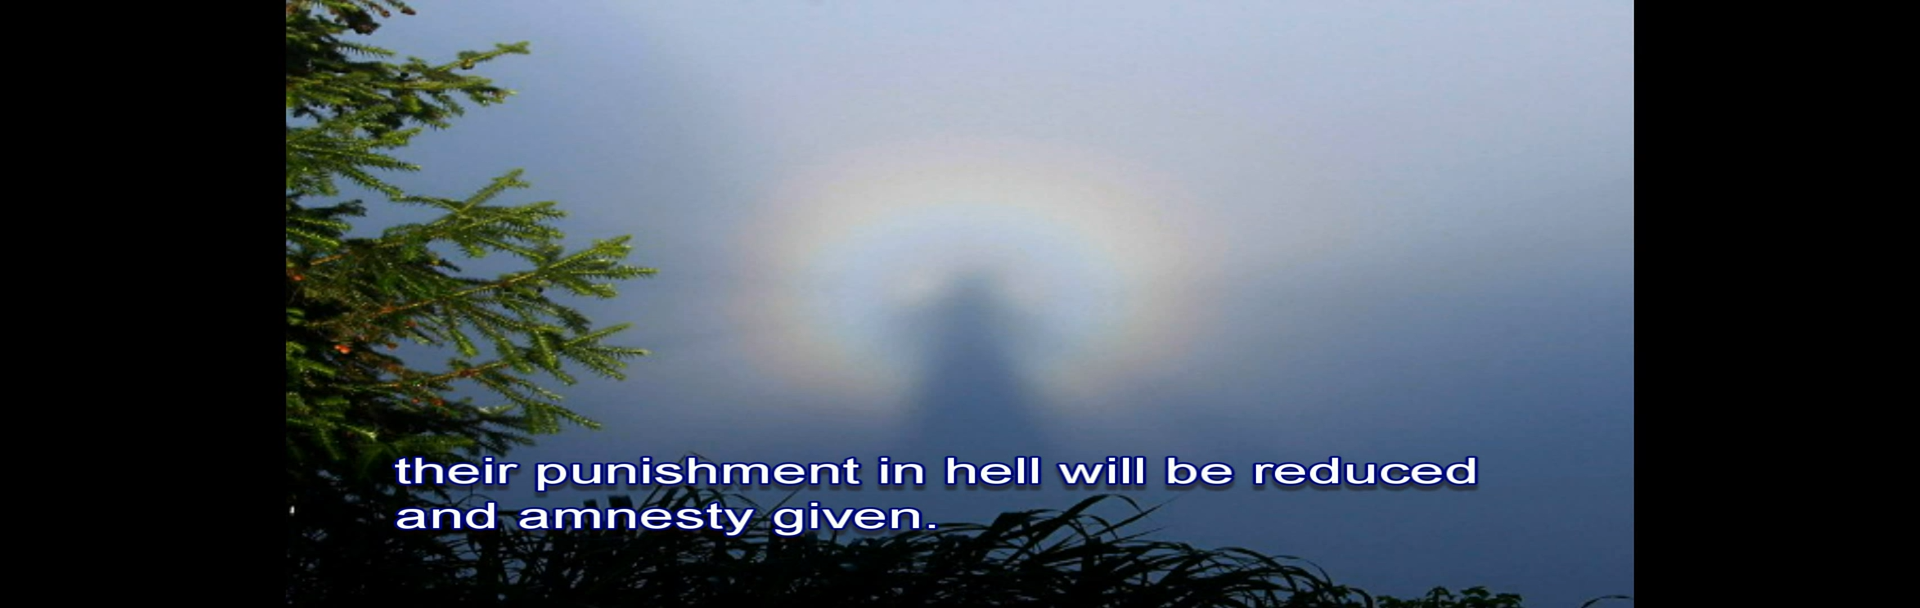 their punishment in hell will be reduced
and amnesty given.